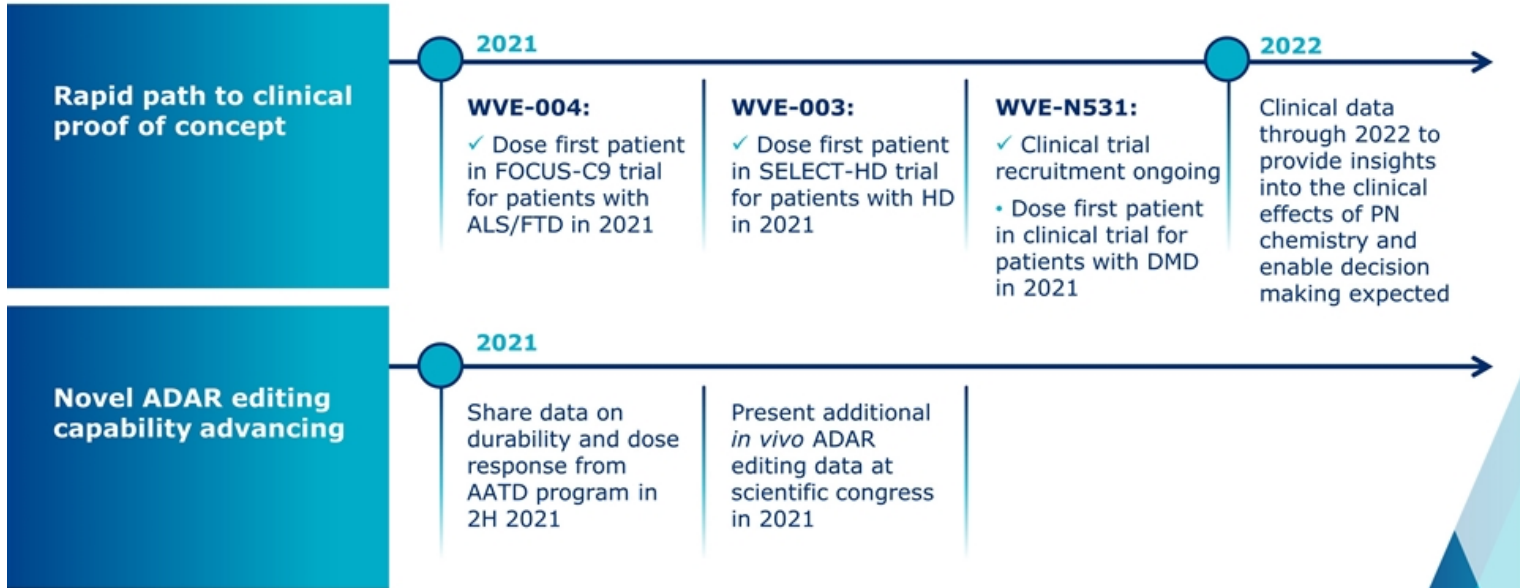 Rapid path to clinical
proof of concept
2021
2022
WVE-004:
✓ Dose first patient
in FOCUS-C9 trial
for patients with
ALS/FTD in 2021
WVE-003:
✓ Dose first patient
in SELECT-HD trial
for patients with HD
in 2021
WVE-N531:
✓ Clinical trial
recruitment ongoing
• Dose first patient
in clinical trial for
patients with DMD
in 2021
Clinical data
through 2022 to
provide insights
into the clinical
effects of PN
chemistry and
enable decision
making expected
Novel ADAR editing
capability advancing
2021
Share data on
durability and dose
response from
AATD program in
2H 2021
Present additional
in vivo ADAR
editing data at
scientific congress
in 2021